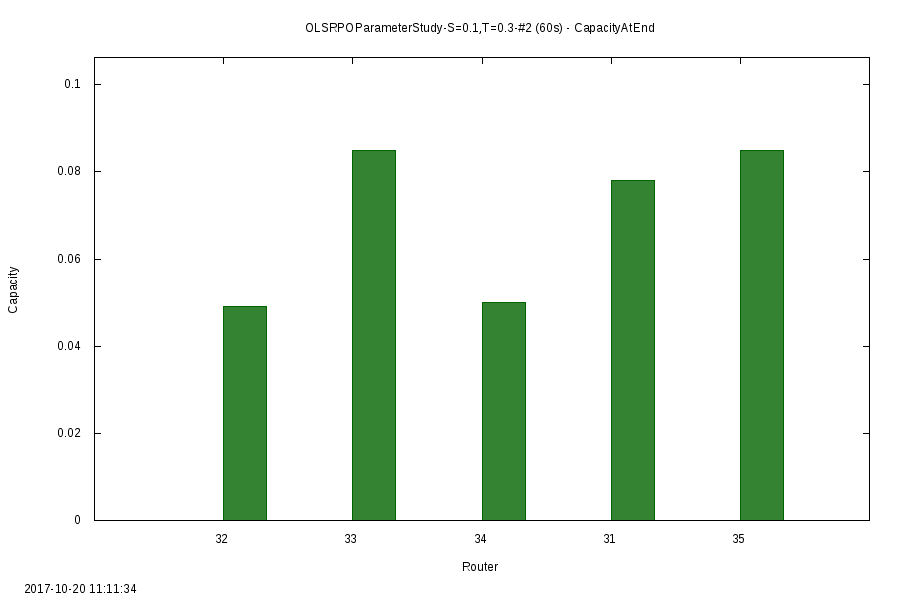 OLSRPOParameterStudy-S=0.1,T=0.3-#2 (60s) - CapacityAtEnd
0.1
0.08
0.06
0.04
0.02
0
Capacity
32 33 34 31 35
Router
2017-10-20 11:11:34